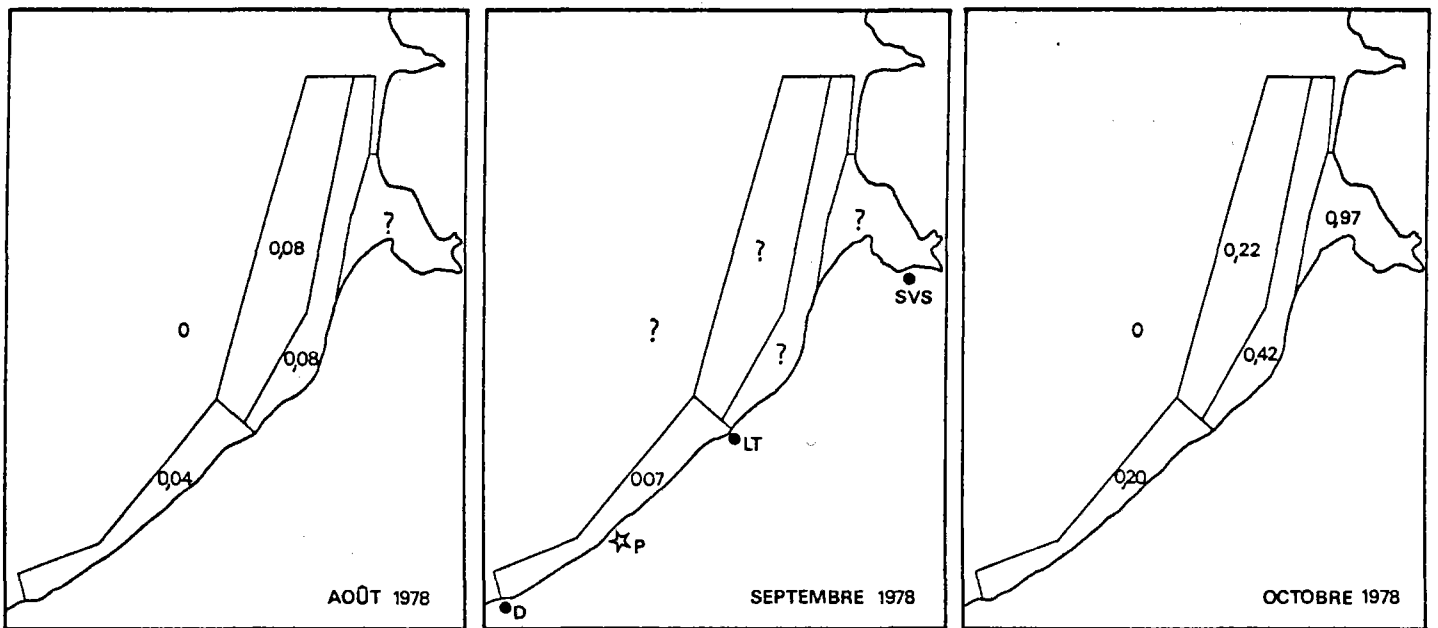 ?
0,08
0
0,08
0,04
AOÛT 1978
?
?
SVS
?
?
LT
007
P
SEPTEMBRE 1978
D
0,97
0,22
0
0,42
0,20
OCTOBRE 1978